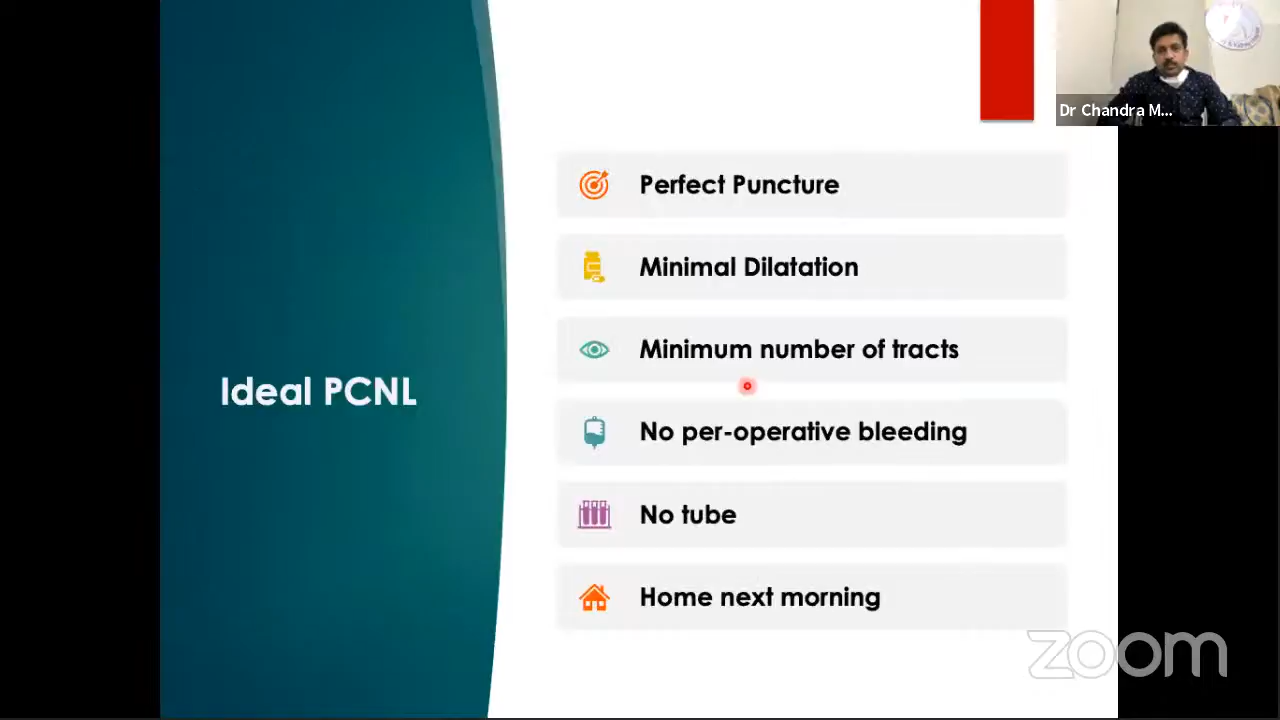 Dr Chandra M...
Perfect Puncture
Minimal Dilatation
Minimum number of tracts
Ideal PCNL
No per-operative bleeding
No tube
Home next morning
zoom